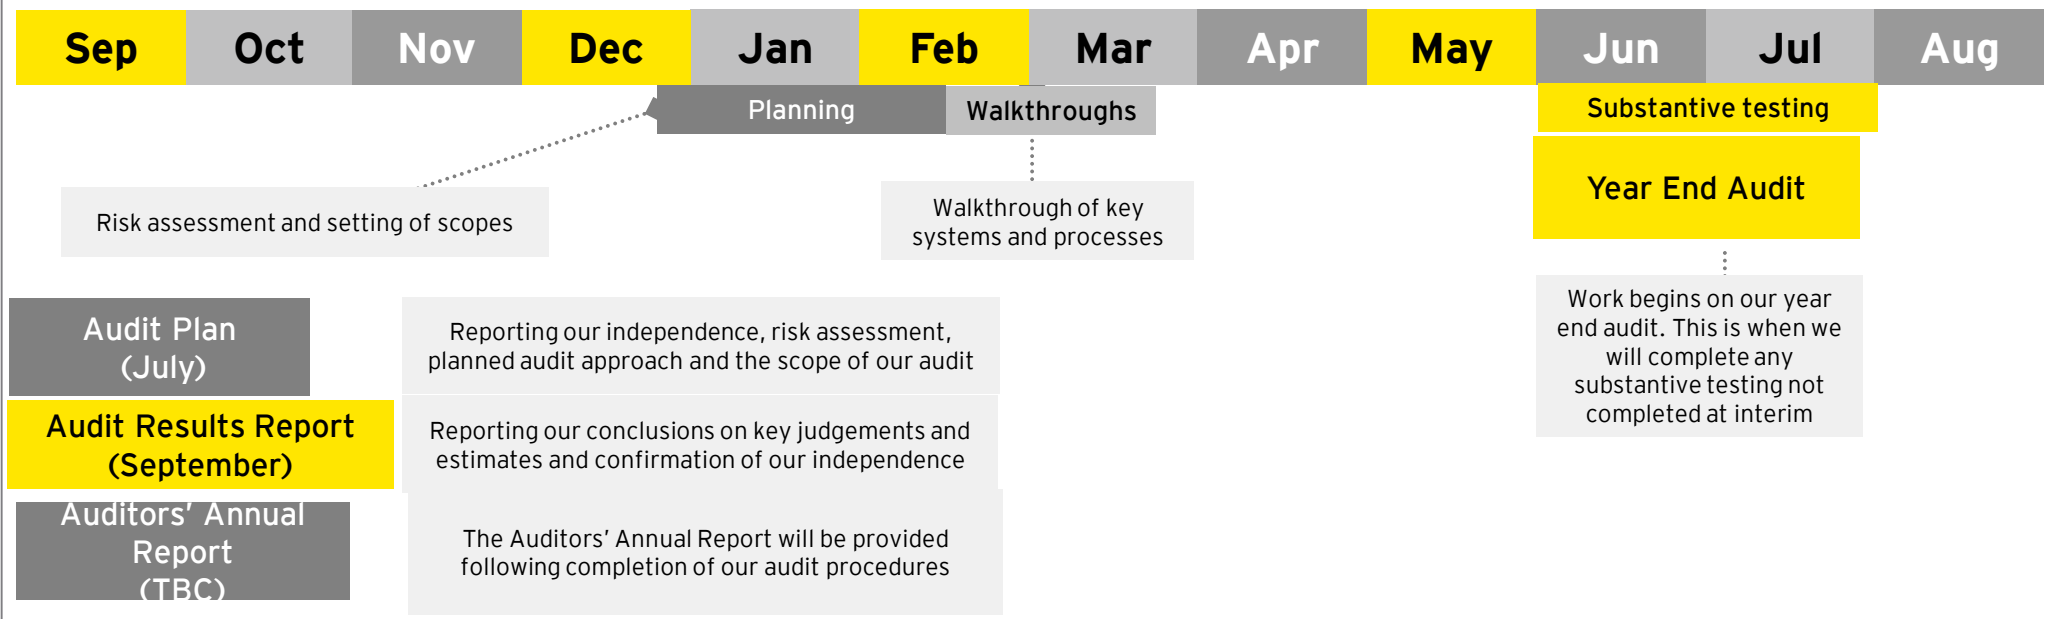 Sep Oct Nov Dec Jan Feb Mar Apr May Jun Jul Aug
Planning
Walkthroughs
Substantive testing
Year End Audit
Risk assessment and setting of scopes
Walkthrough of key
systems and processes
Work begins on our year
end audit. This is when we
will complete any
substantive testing not
completed at interim
Audit Plan
(July)
Reporting our independence, risk assessment,
planned audit approach and the scope of our audit
Audit Results Report
(September)
Reporting our conclusions on key judgements and
estimates and confirmation of our independence
Auditors’ Annual
Report
(TBC)
The Auditors’ Annual Report will be provided
following completion of our audit procedures